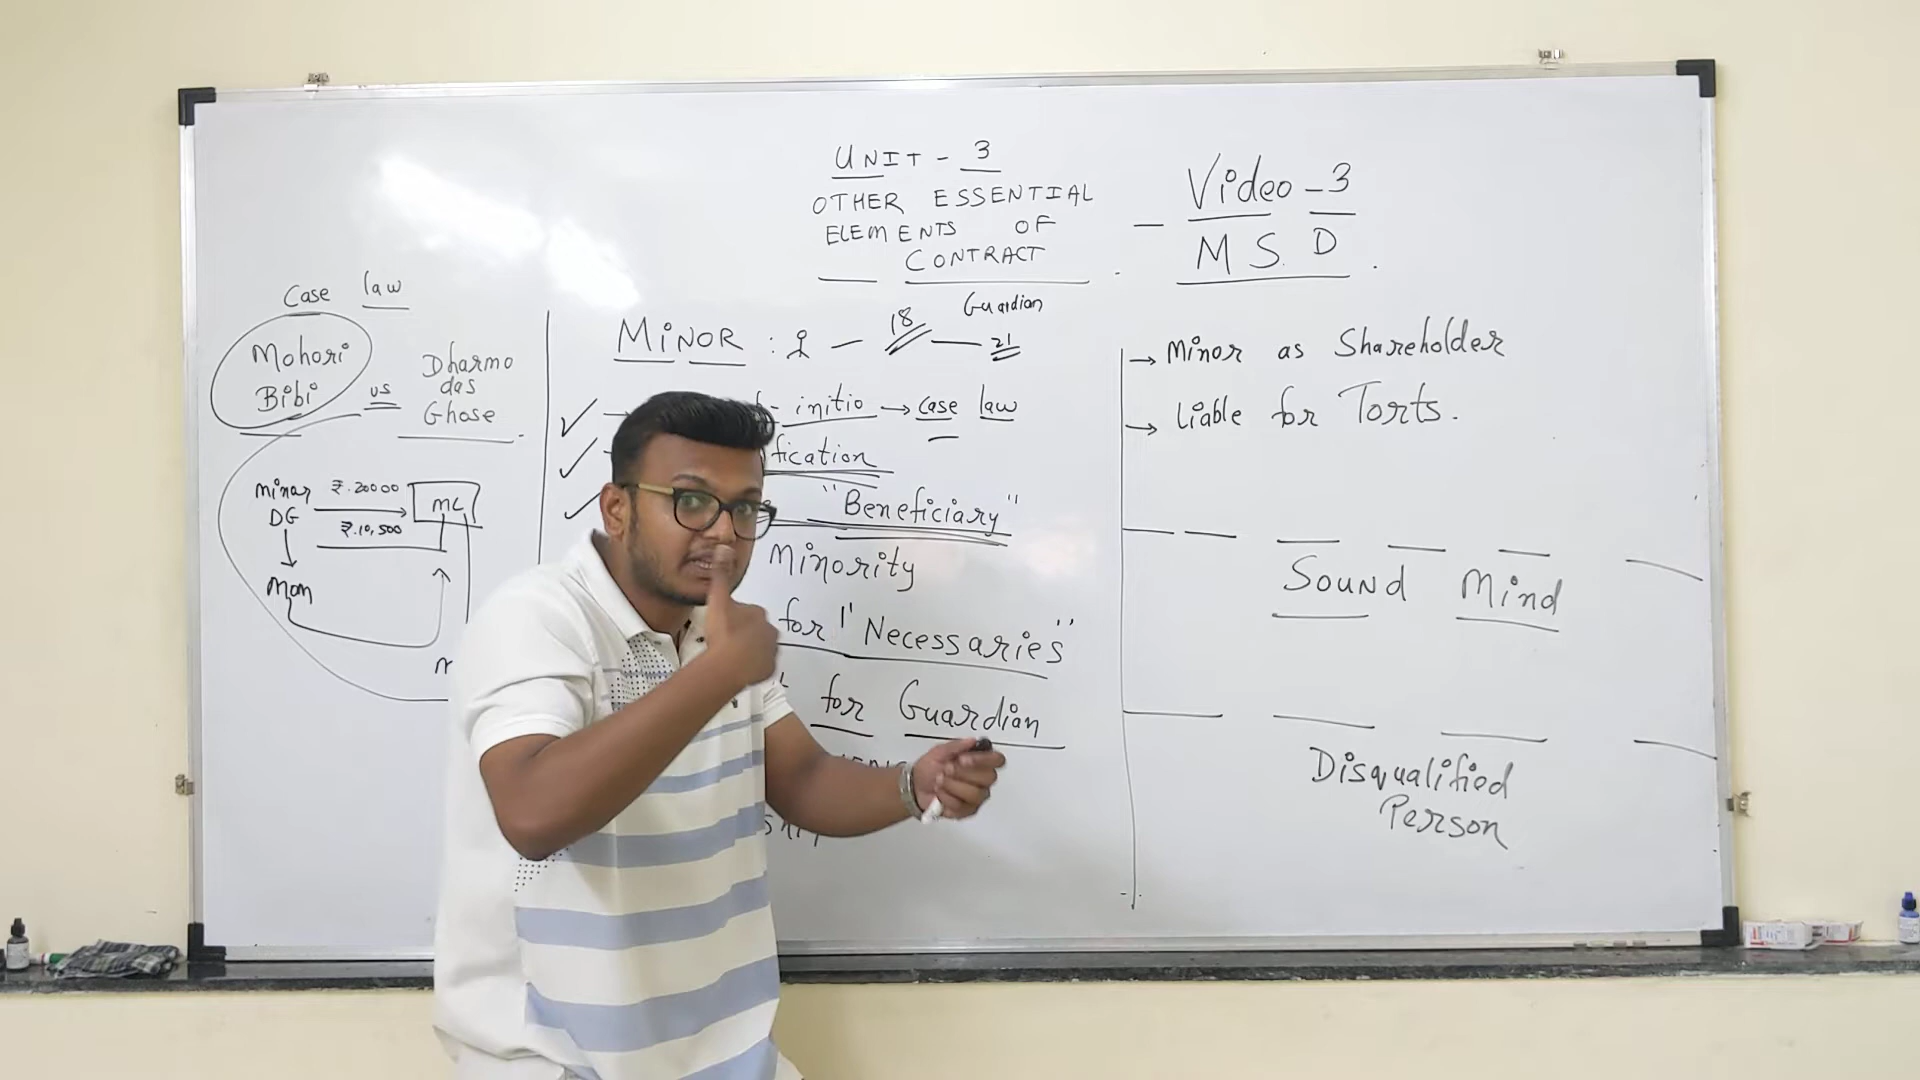 UNIT - 3
OTHER ESSENTIAL
ELEMENTS OF
CONTRACT
- Video - 3
M S. D.
Case law
Mohori
Bibi
vs
Dharmo
das
Ghose
minar
DG
₹.20000
₹.10,500
mL
Mom
MiNOR : 18 — 21
Guardian
initio → case law
fication
"Beneficiary"
Minority
for "Necessaries"
for Guardian
→ Minor as Shareholder
→ Liable for Torts.
Sound Mind
Disqualified
Person